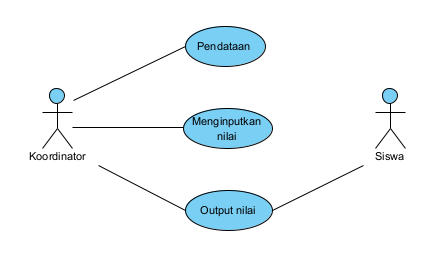 Pendataan
Menginputkan
nilai
Koordinator
Siswa
Output nilai